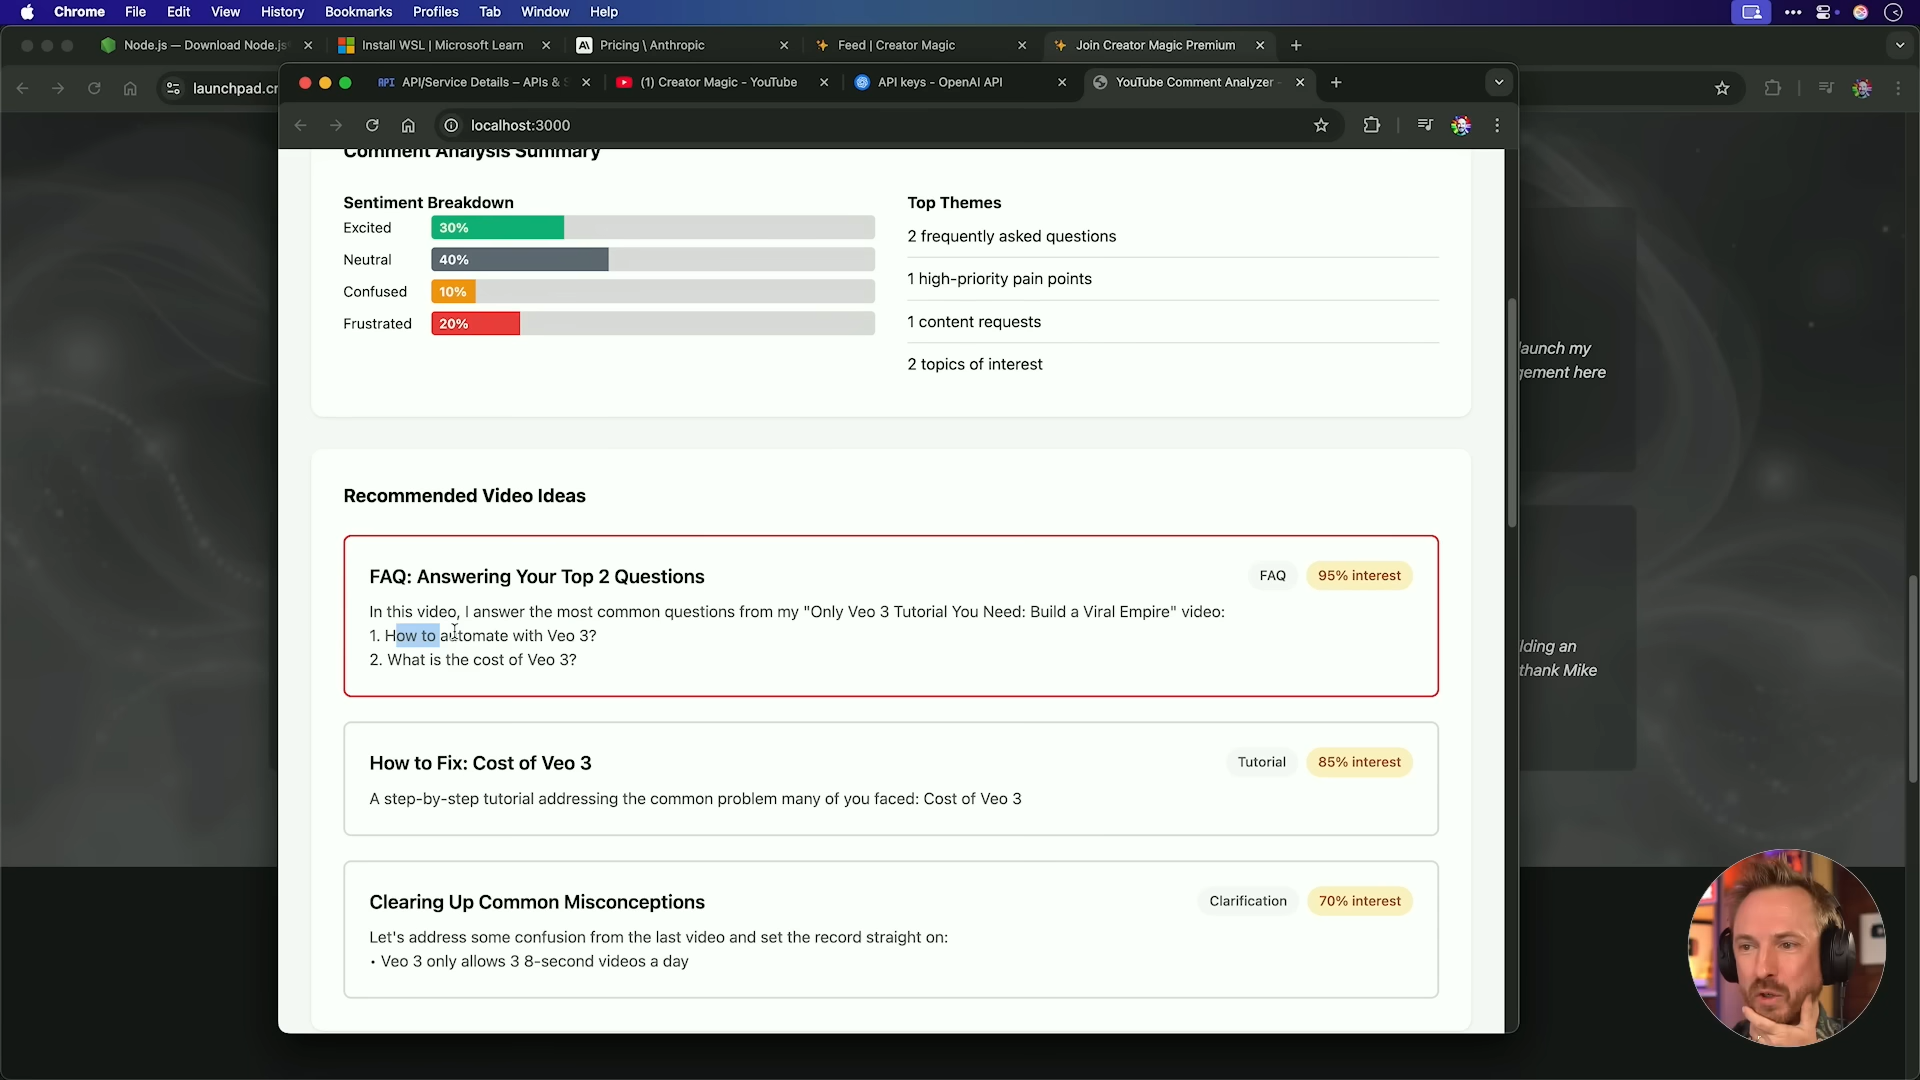 Chrome File Edit View History Bookmarks Profiles Tab Window Help
Node.js — Download Node.js
Install WSL | Microsoft Learn
Pricing \ Anthropic
Feed | Creator Magic
Join Creator Magic Premium
launchpad.cr
API API/Service Details – APIs & S
(1) Creator Magic - YouTube
API keys - OpenAI API
YouTube Comment Analyzer -
localhost:3000
Comment Analysis Summary
Sentiment Breakdown
Excited 30%
Neutral 40%
Confused 10%
Frustrated 20%
Top Themes
2 frequently asked questions
1 high-priority pain points
1 content requests
2 topics of interest
launch my
gement here
Recommended Video Ideas
FAQ: Answering Your Top 2 Questions
FAQ
95% interest
In this video, I answer the most common questions from my "Only Veo 3 Tutorial You Need: Build a Viral Empire" video:
1. How to automate with Veo 3?
2. What is the cost of Veo 3?
lding an
thank Mike
How to Fix: Cost of Veo 3
Tutorial
85% interest
A step-by-step tutorial addressing the common problem many of you faced: Cost of Veo 3
Clearing Up Common Misconceptions
Clarification
70% interest
Let's address some confusion from the last video and set the record straight on:
• Veo 3 only allows 3 8-second videos a day